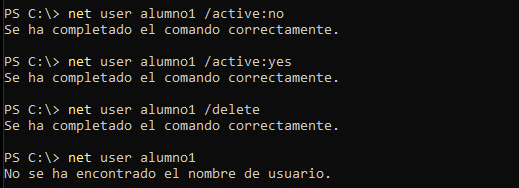 PS C:\> net user alumno1 /active:no
Se ha completado el comando correctamente.
PS C:\> net user alumno1 /active:yes
Se ha completado el comando correctamente.
PS C:\> net user alumno1 /delete
Se ha completado el comando correctamente.
PS C:\> net user alumno1
No se ha encontrado el nombre de usuario.